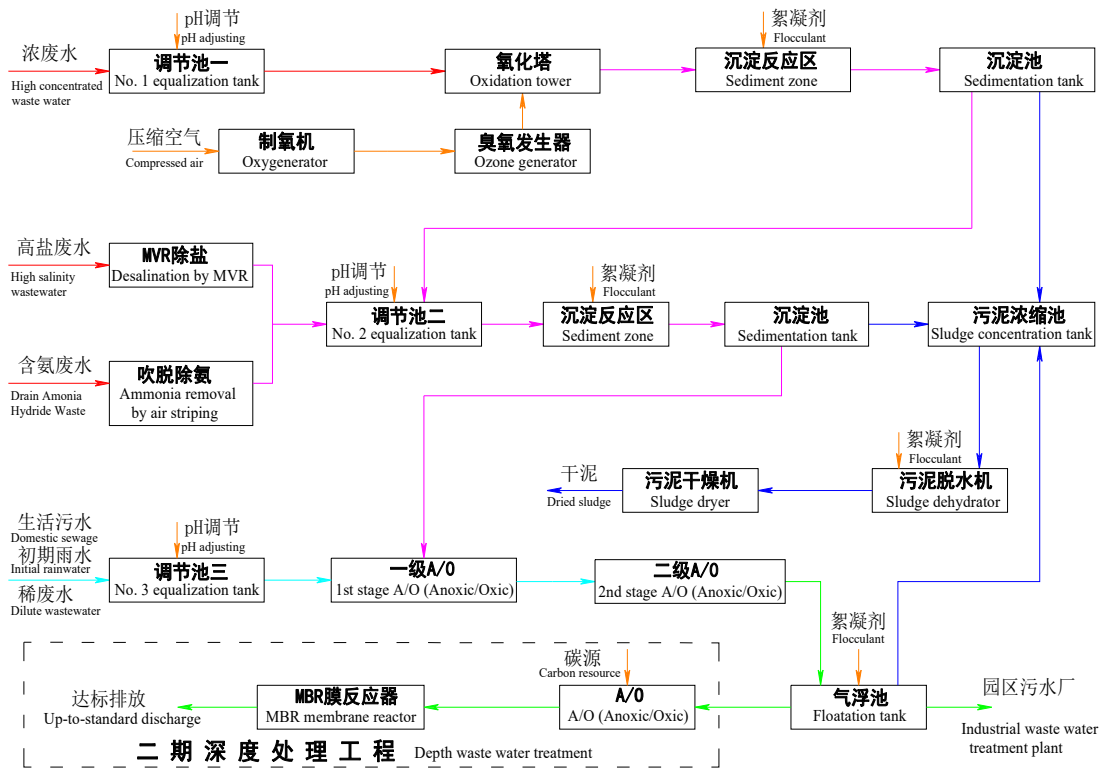 pH调节
pH adjusting
浓废水
High concentrated
waste water
调节池一
No. 1 equalization tank
氧化塔
Oxidation tower
絮凝剂
Flocculant
沉淀反应区
Sediment zone
沉淀池
Sedimentation tank
压缩空气
Compressed air
制氧机
Oxygenerator
臭氧发生器
Ozone generator
高盐废水
High salinity
wastewater
MVR除盐
Desalination by MVR
pH调节
pH adjusting
调节池二
No. 2 equalization tank
絮凝剂
Flocculant
沉淀反应区
Sediment zone
沉淀池
Sedimentation tank
污泥浓缩池
Sludge concentration tank
含氨废水
Drain Amonia
Hydride Waste
吹脱除氨
Ammonia removal
by air striping
干泥
Dried sludge
污泥干燥机
Sludge dryer
絮凝剂
Flocculant
污泥脱水机
Sludge dehydrator
生活污水
Domestic sewage
初期雨水
Initial rainwater
稀废水
Dilute wastewater
pH调节
pH adjusting
调节池三
No. 3 equalization tank
一级A/O
1st stage A/O (Anoxic/Oxic)
二级A/O
2nd stage A/O (Anoxic/Oxic)
达标排放
Up-to-standard discharge
MBR膜反应器
MBR membrane reactor
碳源
Carbon resource
A/O
A/O (Anoxic/Oxic)
絮凝剂
Flocculant
气浮池
Floatation tank
园区污水厂
Industrial waste water
treatment plant
二期深度处理工程 Depth waste water treatment